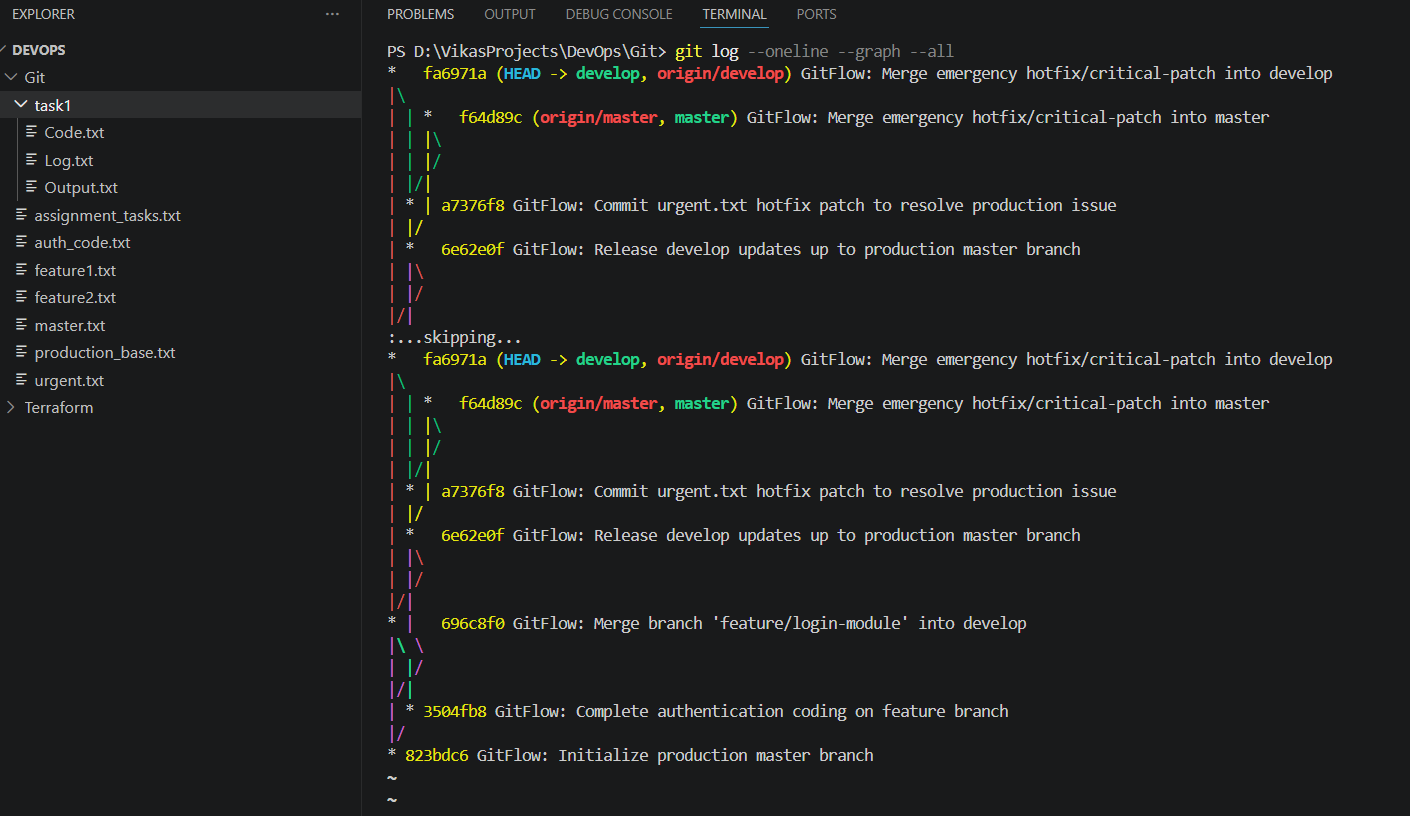 EXPLORER
DEVOPS
Git
task1
Code.txt
Log.txt
Output.txt
assignment_tasks.txt
auth_code.txt
feature1.txt
feature2.txt
master.txt
production_base.txt
urgent.txt
Terraform
PROBLEMS OUTPUT DEBUG CONSOLE TERMINAL PORTS
PS D:\VikasProjects\DevOps\Git> git log --oneline --graph --all
*   fa6971a (HEAD -> develop, origin/develop) GitFlow: Merge emergency hotfix/critical-patch into develop
|\
| | *   f64d89c (origin/master, master) GitFlow: Merge emergency hotfix/critical-patch into master
| | |\
| | |/
| |/|
| * | a7376f8 GitFlow: Commit urgent.txt hotfix patch to resolve production issue
| |/
| *   6e62e0f GitFlow: Release develop updates up to production master branch
| |\
| |/
|/|
:...skipping...
*   fa6971a (HEAD -> develop, origin/develop) GitFlow: Merge emergency hotfix/critical-patch into develop
|\
| | *   f64d89c (origin/master, master) GitFlow: Merge emergency hotfix/critical-patch into master
| | |\
| | |/
| |/|
| * | a7376f8 GitFlow: Commit urgent.txt hotfix patch to resolve production issue
| |/
| *   6e62e0f GitFlow: Release develop updates up to production master branch
| |\
| |/
|/|
* |   696c8f0 GitFlow: Merge branch 'feature/login-module' into develop
|\ \
| |/
|/|
| * 3504fb8 GitFlow: Complete authentication coding on feature branch
|/
* 823bdc6 GitFlow: Initialize production master branch
~
~